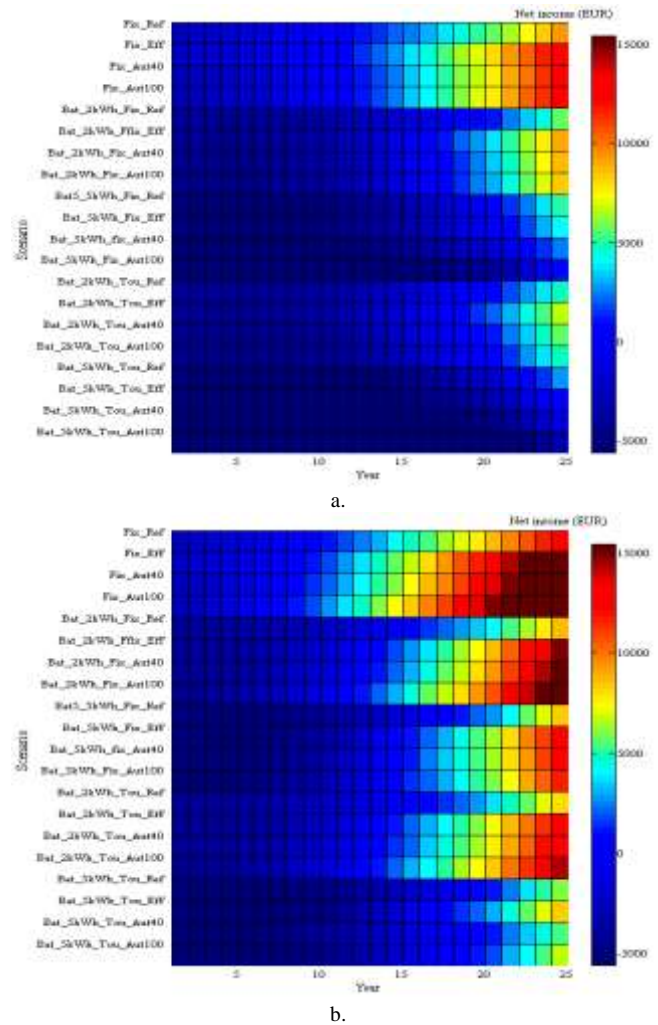 Net income (EUR)
Fix_Ref
Fix_Eff
Fix_Aut40
Fix_Aut100
Bat_2kWh_Fix_Ref
Bat_2kWh_Ffix_Eff
Bat_2kWh_Fix_Aut40
Bat_2kWh_Fix_Aut100
Bat5_5kWh_Fix_Ref
Bat_5kWh_Fix_Eff
Bat_5kWh_fix_Aut40
Bat_5kWh_Fix_Aut100
Bat_2kWh_Tou_Ref
Bat_2kWh_Tou_Eff
Bat_2kWh_Tou_Aut40
Bat_2kWh_Tou_Aut100
Bat_5kWh_Tou_Ref
Bat_5kWh_Tou_Eff
Bat_5kWh_Tou_Aut40
Bat_5kWh_Tou_Aut100
Scenario
5 10 15 20 25
Year
15000
10000
5000
0
-5000
a.
Net income (EUR)
Fix_Ref
Fix_Eff
Fix_Aut40
Fix_Aut100
Bat_2kWh_Fix_Ref
Bat_2kWh_Ffix_Eff
Bat_2kWh_Fix_Aut40
Bat_2kWh_Fix_Aut100
Bat5_5kWh_Fix_Ref
Bat_5kWh_Fix_Eff
Bat_5kWh_fix_Aut40
Bat_5kWh_Fix_Aut100
Bat_2kWh_Tou_Ref
Bat_2kWh_Tou_Eff
Bat_2kWh_Tou_Aut40
Bat_2kWh_Tou_Aut100
Bat_5kWh_Tou_Ref
Bat_5kWh_Tou_Eff
Bat_5kWh_Tou_Aut40
Bat_5kWh_Tou_Aut100
Scenario
5 10 15 20 25
Year
15000
10000
5000
0
-5000
b.